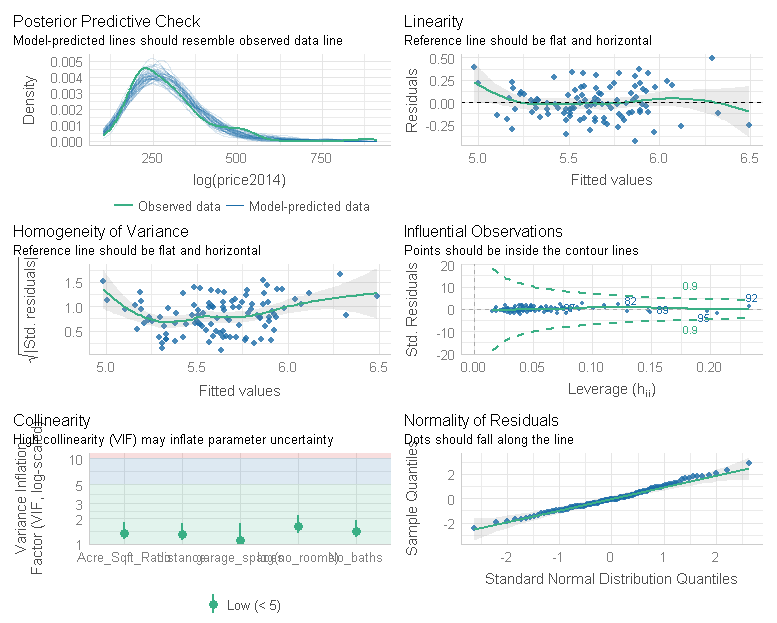 Posterior Predictive Check
Model-predicted lines should resemble observed data line
0.005
0.004
0.003
0.002
0.001
0.000
Density
250
500
750
log(price2014)
Observed data
Model-predicted data
Linearity
Reference line should be flat and horizontal
0.50
0.25
0.00
-0.25
Residuals
5.0
5.5
6.0
6.5
Fitted values
Homogeneity of Variance
Reference line should be flat and horizontal
1.5
1.0
0.5
√|Std. residuals|
5.0
5.5
6.0
6.5
Fitted values
Influential Observations
Points should be inside the contour lines
20
10
0
-10
-20
Std. Residuals
0.9
92
82
97
89
95
0.9
0.00
0.05
0.10
0.15
0.20
Leverage (hii)
Collinearity
High collinearity (VIF) may inflate parameter uncertainty
10
5
3
2
1
Variance Inflation
Factor (VIF, log-scaled)
Acre_Sqft_Ratio
distance
garage_spaces
log(no_rooms)
No_baths
Low (< 5)
Normality of Residuals
Dots should fall along the line
2
0
-2
Sample Quantiles
-2
-1
0
1
2
Standard Normal Distribution Quantiles